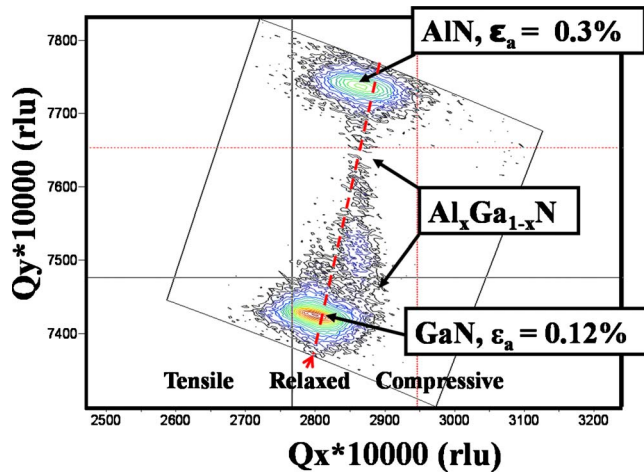 AlN, εa = 0.3%
7800
7700
7600
7500
7400
Qy*10000 (rlu)
AlxGa1-xN
GaN, εa = 0.12%
Tensile Relaxed Compressive
2500 2600 2700 2800 2900 3000 3100 3200
Qx*10000 (rlu)